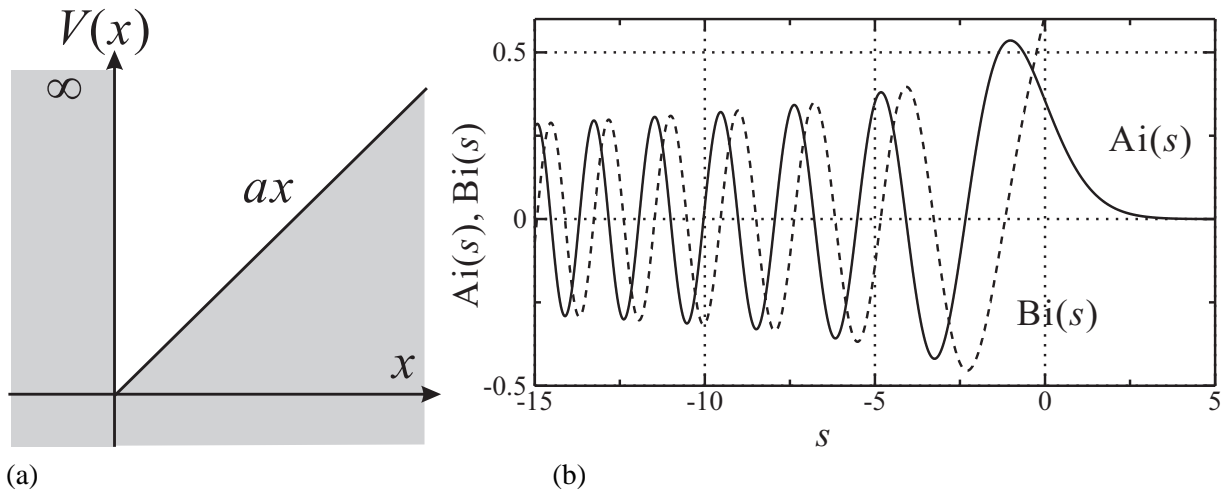 V(x)
∞
ax
x
(a)
Ai(s), Bi(s)
0.5
0
-0.5
-15
-10
-5
0
5
s
Ai(s)
Bi(s)
(b)